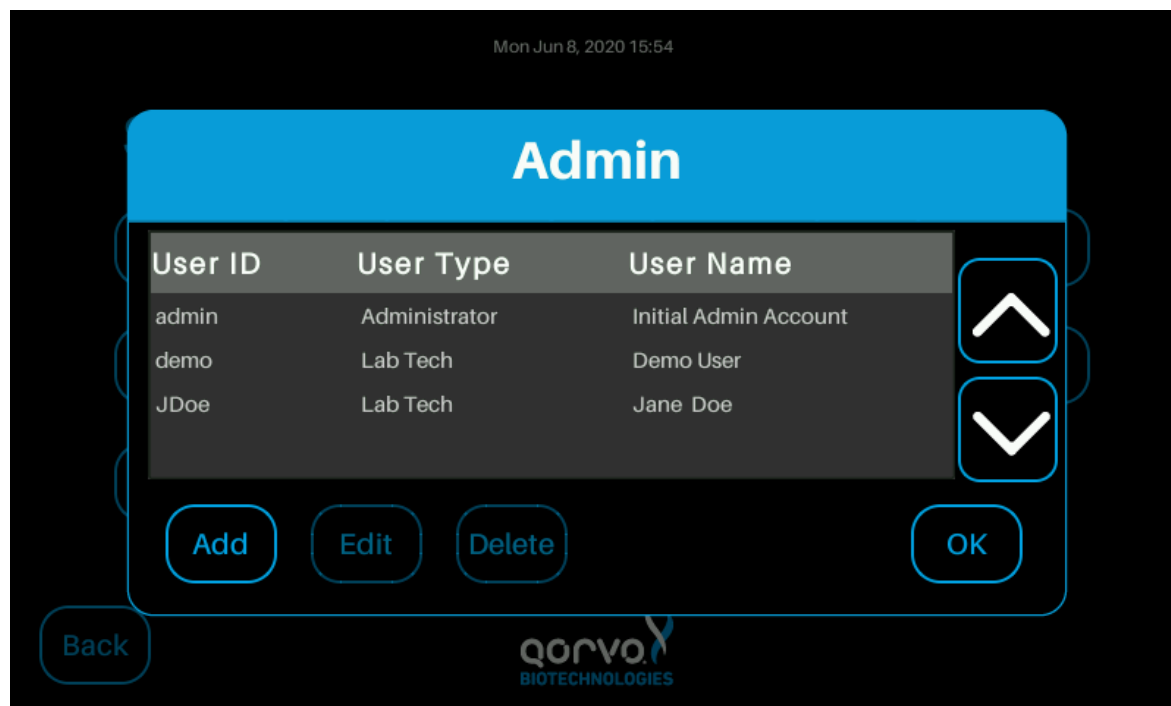 Mon Jun 8, 2020 15:54
Admin
User ID User Type User Name
admin Administrator Initial Admin Account
demo Lab Tech Demo User
JDoe Lab Tech Jane Doe
Add Edit Delete OK
Back
QORVO.
BIOTECHNOLOGIES